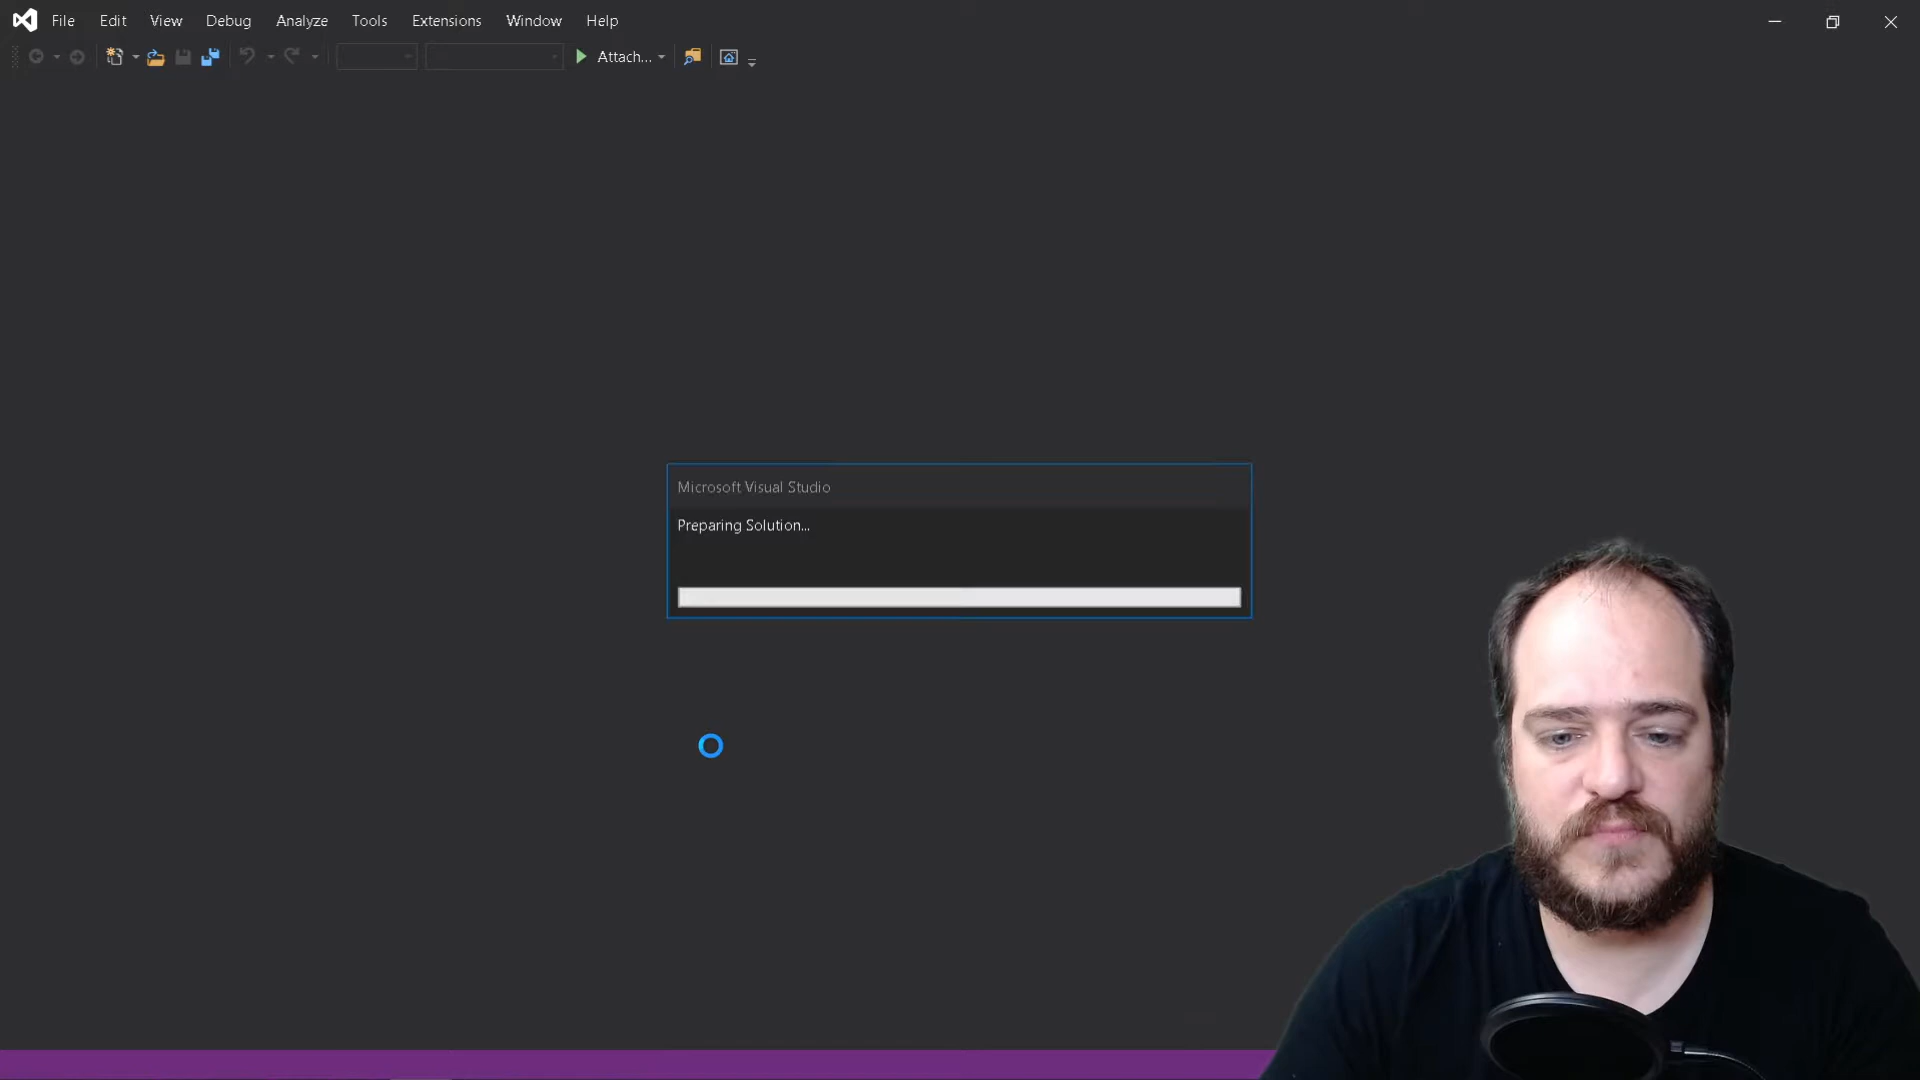 File Edit View Debug Analyze Tools Extensions Window Help
Attach...
Microsoft Visual Studio
Preparing Solution...